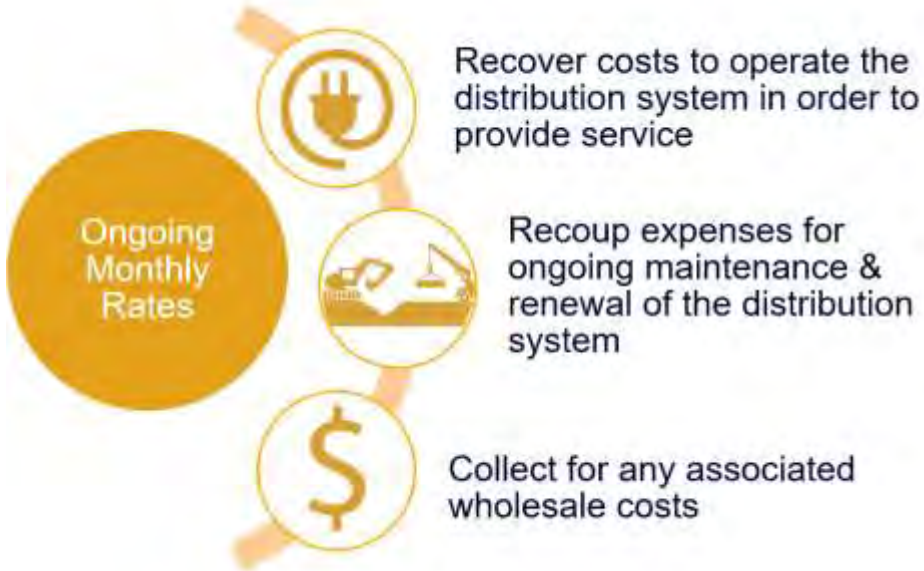 Ongoing
Monthly
Rates
Recover costs to operate the
distribution system in order to
provide service
Recoup expenses for
ongoing maintenance &
renewal of the distribution
system
$
Collect for any associated
wholesale costs